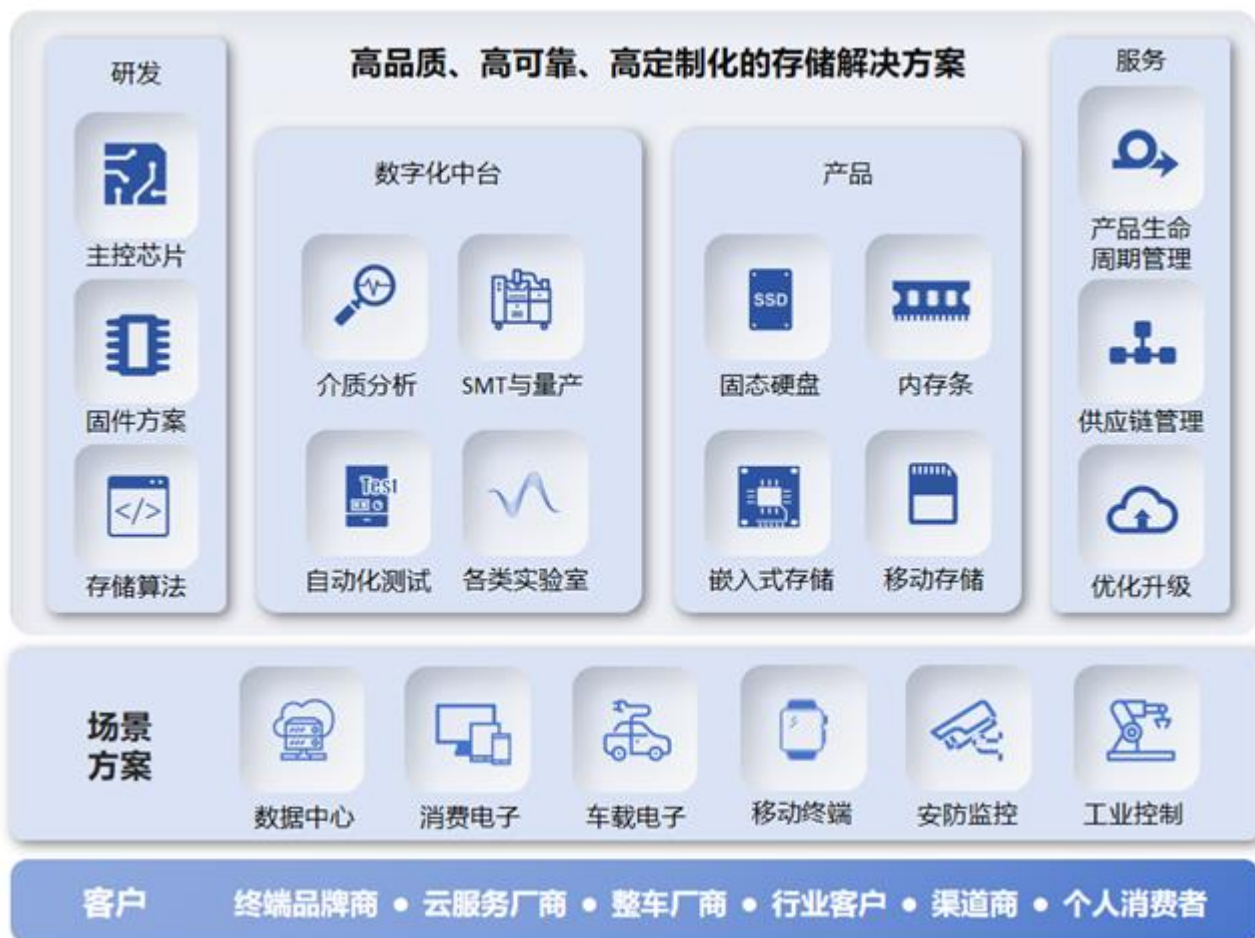 高品质、高可靠、高定制化的存储解决方案
研发
主控芯片
固件方案
存储算法
数字化中台
介质分析
SMT与量产
Test
自动化测试
各类实验室
产品
SSD
固态硬盘
内存条
嵌入式存储
移动存储
服务
产品生命
周期管理
供应链管理
优化升级
场景
方案
数据中心
消费电子
车载电子
移动终端
安防监控
工业控制
客户
终端品牌商 ● 云服务厂商 ● 整车厂商 ● 行业客户 ● 渠道商 ● 个人消费者